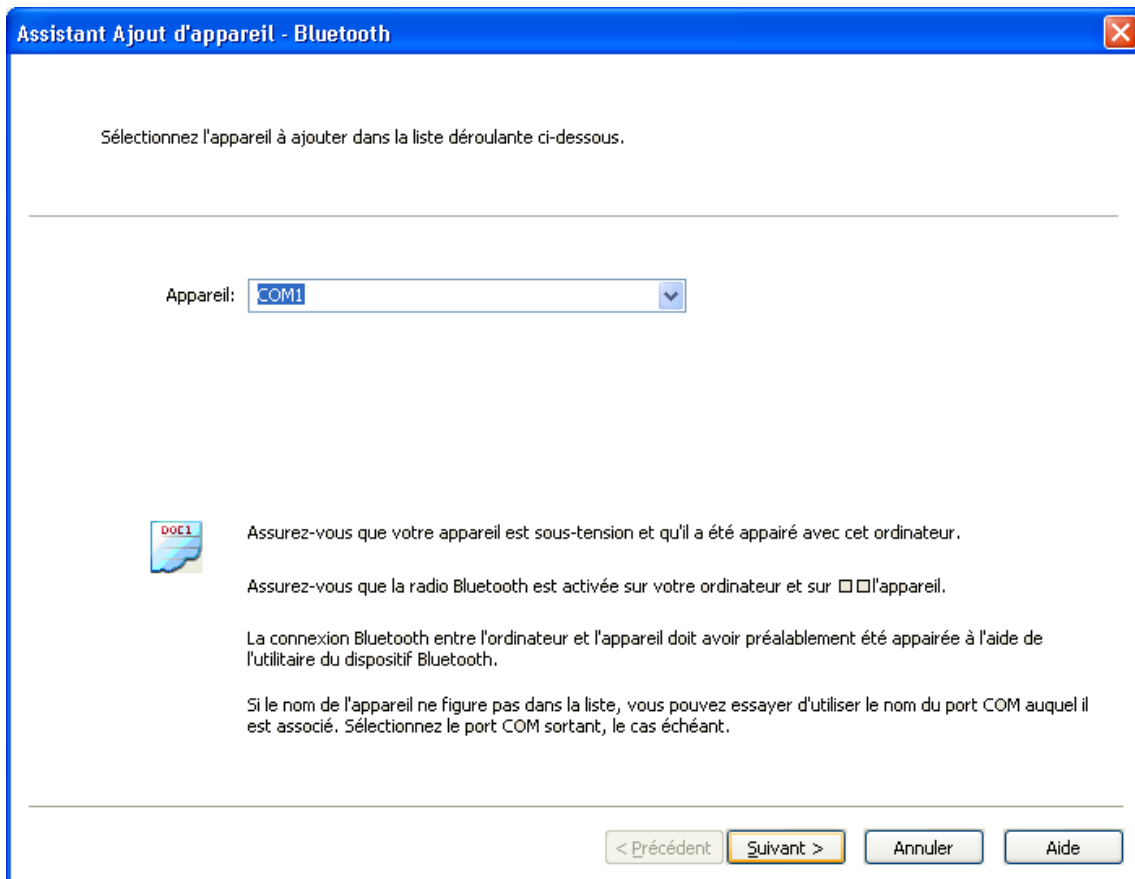 Assistant Ajout d'appareil - Bluetooth
Sélectionnez l'appareil à ajouter dans la liste déroulante ci-dessous.
Appareil: COM1
DOC1
Assurez-vous que votre appareil est sous-tension et qu'il a été appairé avec cet ordinateur.
Assurez-vous que la radio Bluetooth est activée sur votre ordinateur et sur □□l'appareil.
La connexion Bluetooth entre l'ordinateur et l'appareil doit avoir préalablement été appairée à l'aide de
l'utilitaire du dispositif Bluetooth.
Si le nom de l'appareil ne figure pas dans la liste, vous pouvez essayer d'utiliser le nom du port COM auquel il
est associé. Sélectionnez le port COM sortant, le cas échéant.
< Précédent Suivant > Annuler Aide